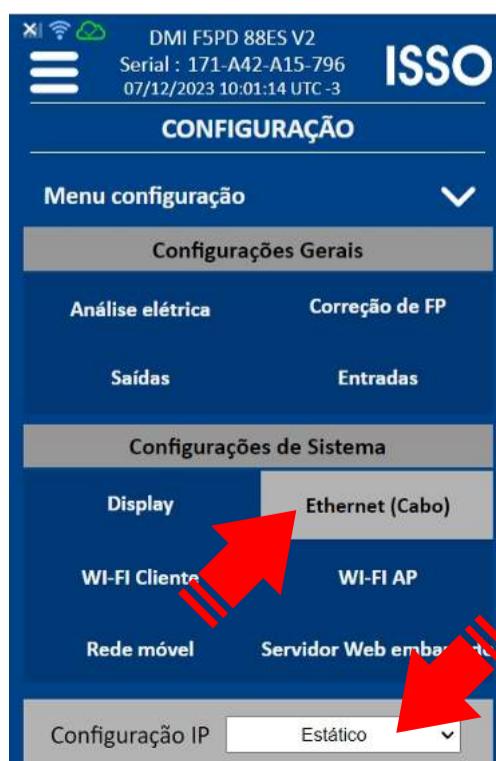 DMI F5PD 88ES V2
Serial : 171-A42-A15-796
07/12/2023 10:01:14 UTC -3
ISSO
CONFIGURAÇÃO
Menu configuração
Configurações Gerais
Análise elétrica
Correção de FP
Saídas
Entradas
Configurações de Sistema
Display
Ethernet (Cabo)
WI-FI Cliente
WI-FI AP
Rede móvel
Servidor Web
Configuração IP
Estático